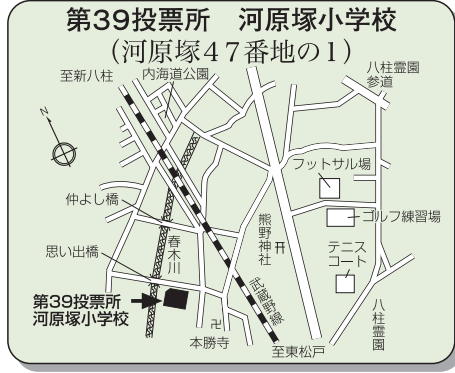 第39投票所　河原塚小学校
（河原塚４７番地の１）
至新八柱
内海道公園
八柱霊園
参道
N
フットサル場
仲よし橋
ゴルフ練習場
熊野神社
春木川
テニス
コート
思い出橋
武蔵野線
第39投票所
河原塚小学校
八柱霊園
卍
本勝寺
至東松戸